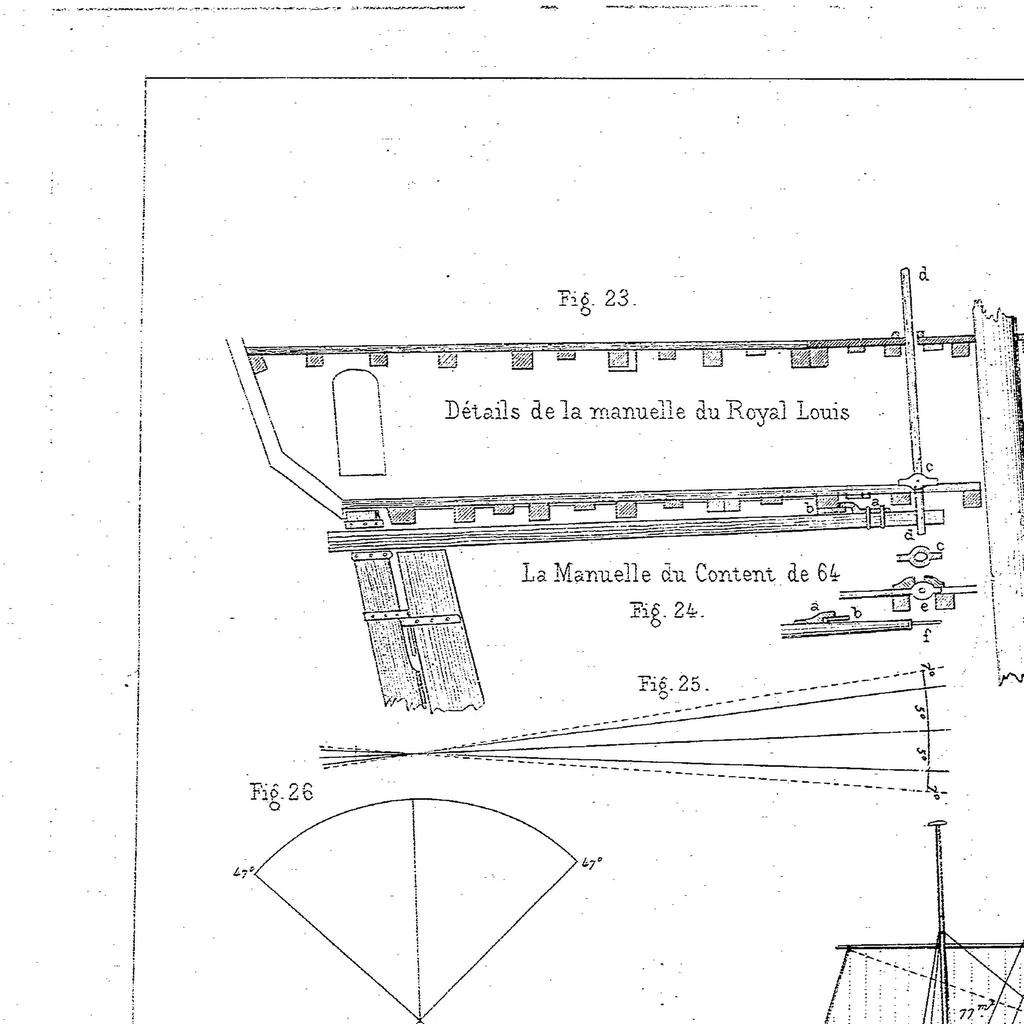 Fig. 23.
d
Détails de la manuelle du Royal Louis
c
b
a
d
c
La Manuelle du Content de 64
Fig. 24.
e
a
b
f
Fig. 25.
7°
5°
5°
7°
Fig. 26
47°
47°
77 m